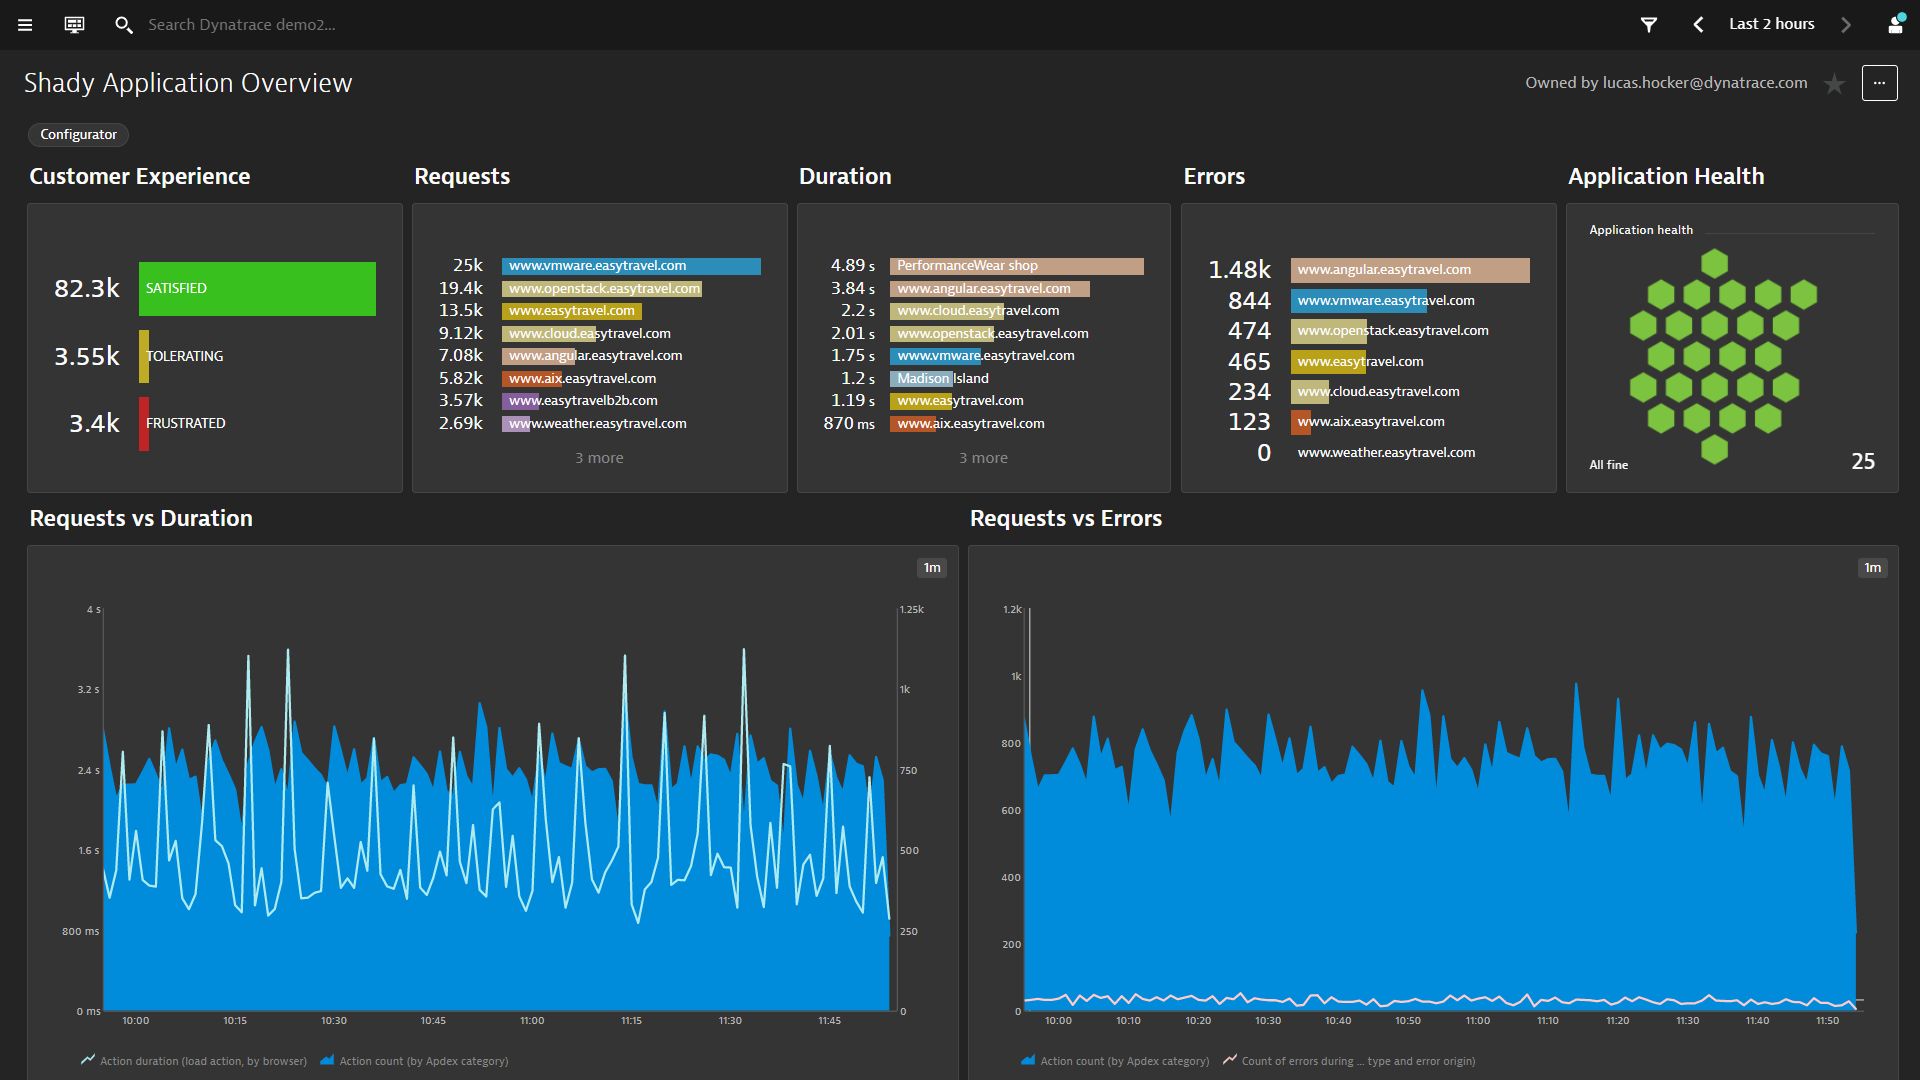 Search Dynatrace demo2...
Last 2 hours
Shady Application Overview
Owned by lucas.hocker@dynatrace.com
...
Configurator
Customer Experience
82.3k SATISFIED
3.55k TOLERATING
3.4k FRUSTRATED
Requests
25k www.vmware.easytravel.com
19.4k www.openstack.easytravel.com
13.5k www.easytravel.com
9.12k www.cloud.easytravel.com
7.08k www.angular.easytravel.com
5.82k www.aix.easytravel.com
3.57k www.easytravelb2b.com
2.69k www.weather.easytravel.com
3 more
Duration
4.89 s PerformanceWear shop
3.84 s www.angular.easytravel.com
2.2 s www.cloud.easytravel.com
2.01 s www.openstack.easytravel.com
1.75 s www.vmware.easytravel.com
1.2 s Madison Island
1.19 s www.easytravel.com
870 ms www.aix.easytravel.com
3 more
Errors
1.48k www.angular.easytravel.com
844 www.vmware.easytravel.com
474 www.openstack.easytravel.com
465 www.easytravel.com
234 www.cloud.easytravel.com
123 www.aix.easytravel.com
0 www.weather.easytravel.com
Application Health
Application health
All fine 25
Requests vs Duration
1m
4 s 1.25k
3.2 s 1k
2.4 s 750
1.6 s 500
800 ms 250
0 ms 0
10:00 10:15 10:30 10:45 11:00 11:15 11:30 11:45
Action duration (load action, by browser) Action count (by Apdex category)
Requests vs Errors
1m
1.2k
1k
800
600
400
200
0
10:00 10:10 10:20 10:30 10:40 10:50 11:00 11:10 11:20 11:30 11:40 11:50
Action count (by Apdex category) Count of errors during ... type and error origin)